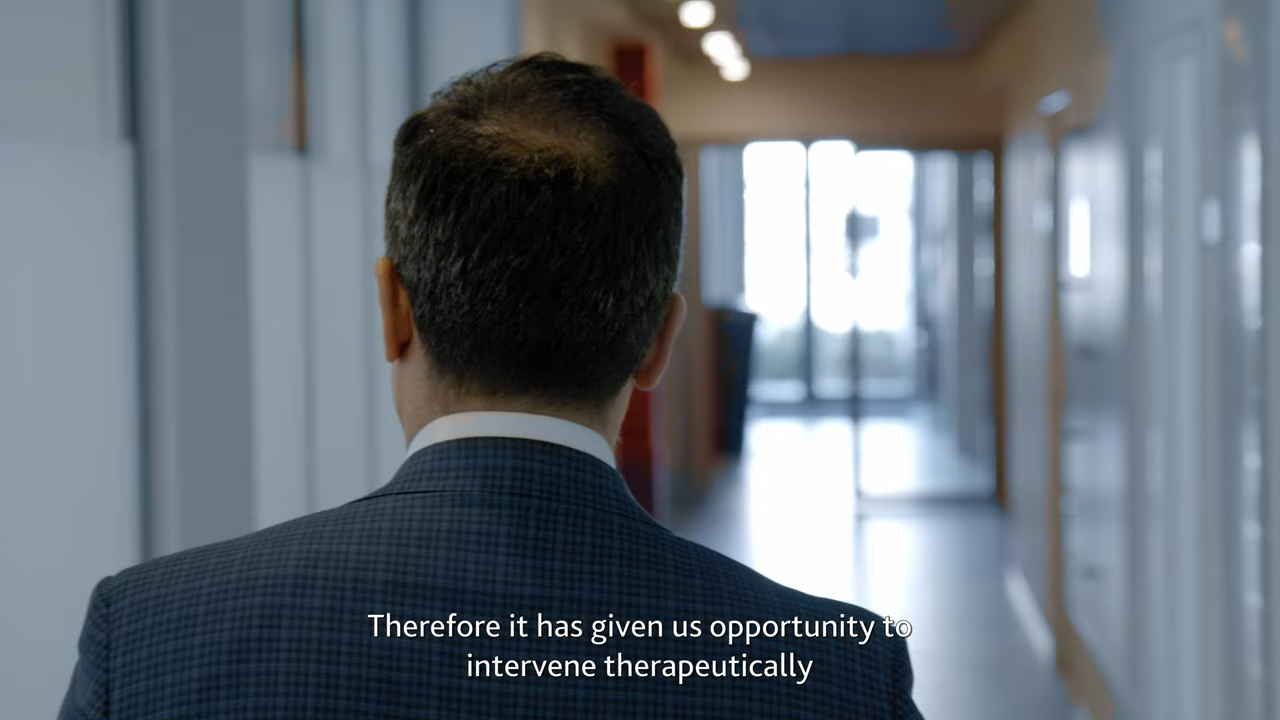 Therefore it has given us opportunity to
intervene therapeutically